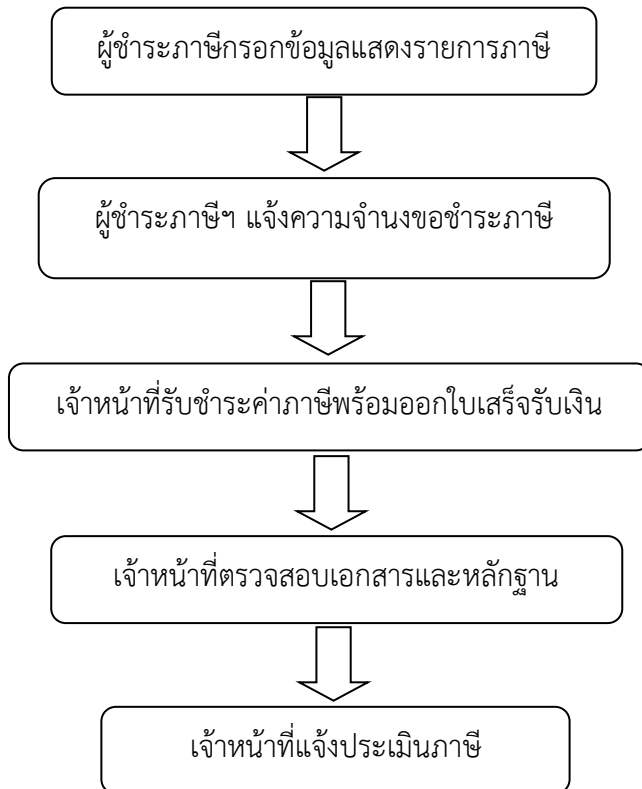 ผู้ชำระภาษีกรอกข้อมูลแสดงรายการภาษี
ผู้ชำระภาษีฯ แจ้งความจำนงขอชำระภาษี
เจ้าหน้าที่รับชำระค่าภาษีพร้อมออกใบเสร็จรับเงิน
เจ้าหน้าที่ตรวจสอบเอกสารและหลักฐาน
เจ้าหน้าที่แจ้งประเมินภาษี